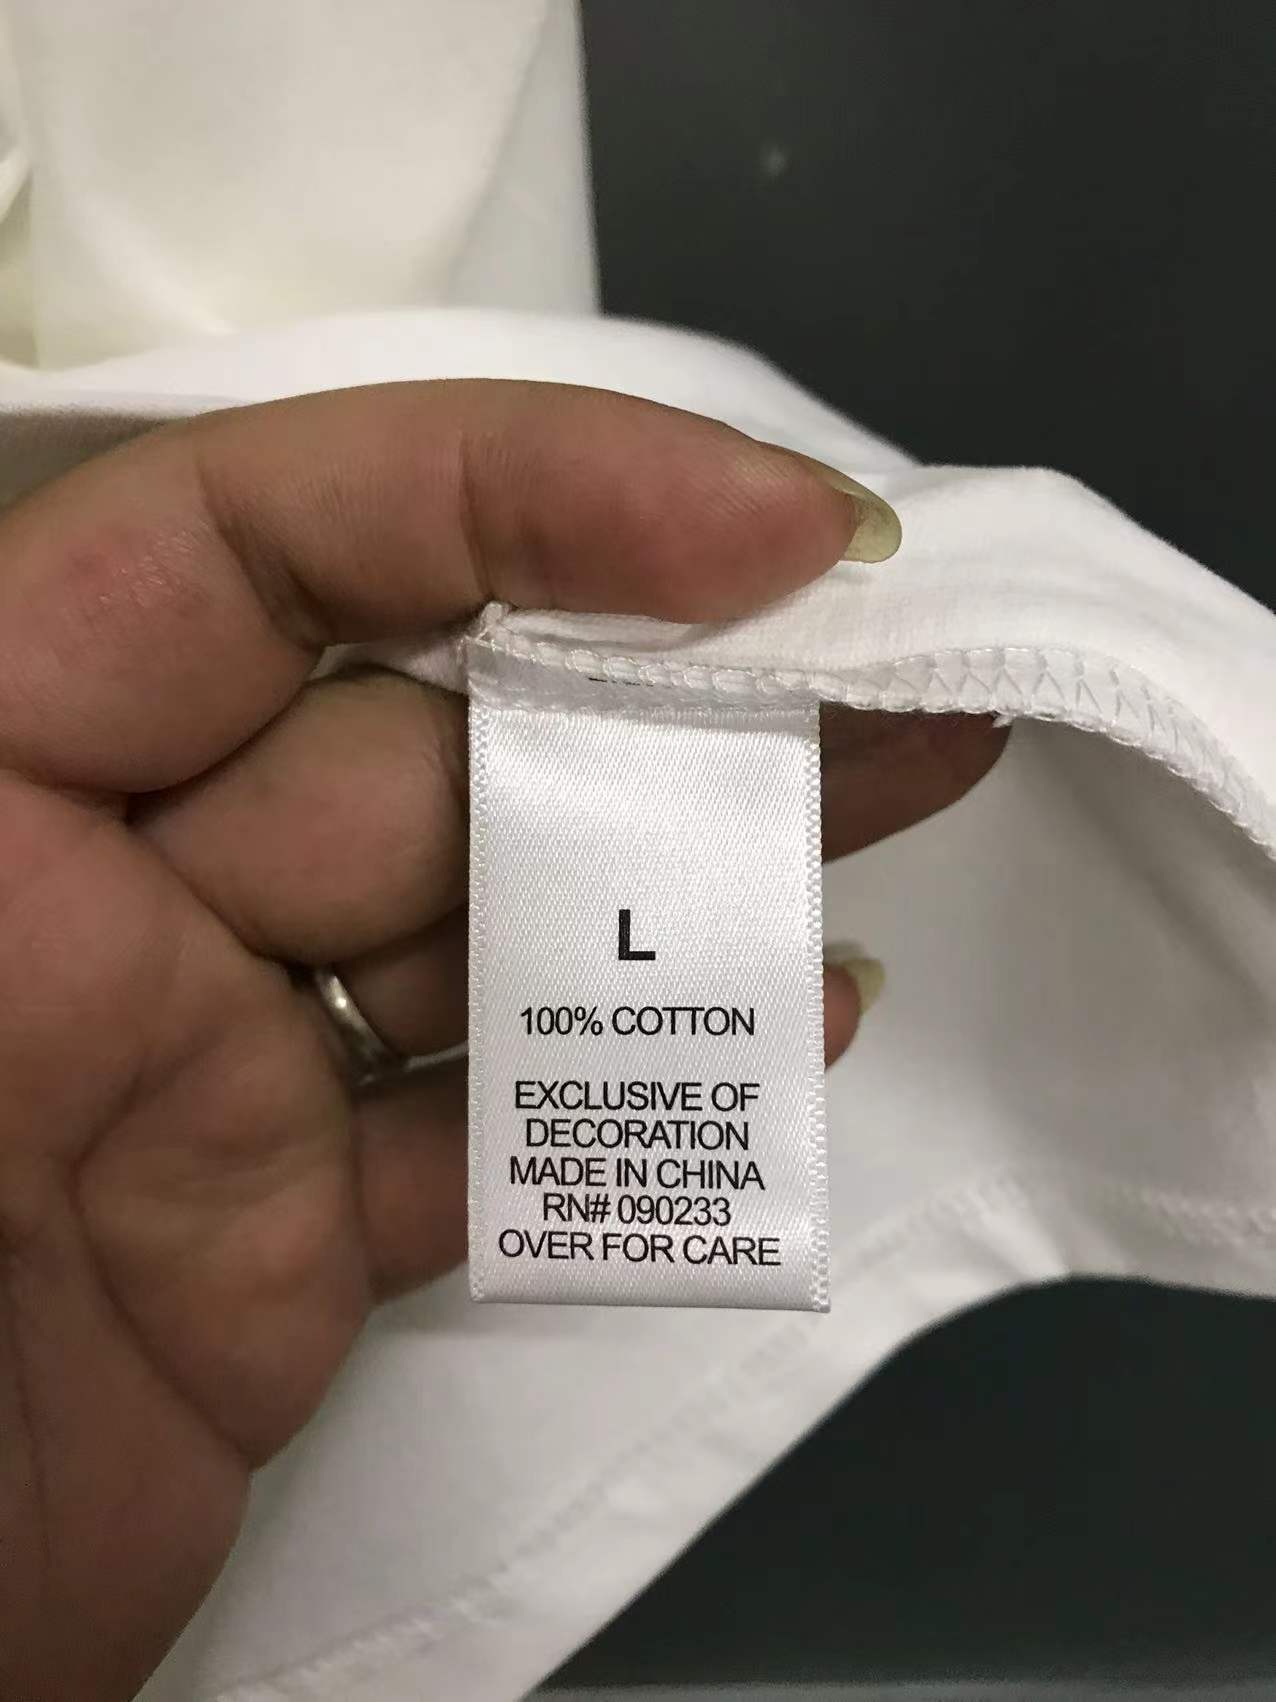 L
100% COTTON
EXCLUSIVE OF
DECORATION
MADE IN CHINA
RN# 090233
OVER FOR CARE